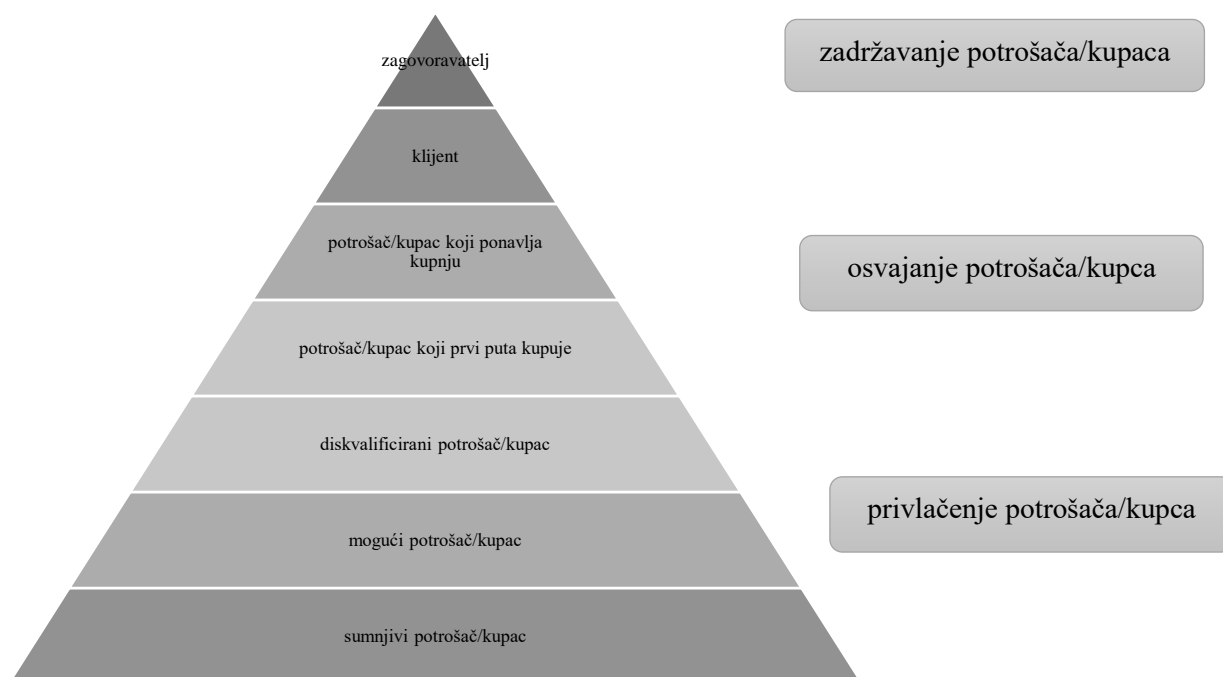 zagovoravatelj
klijent
potrošač/kupac koji ponavlja
kupnju
potrošač/kupac koji prvi puta kupuje
diskvalificirani potrošač/kupac
mogući potrošač/kupac
sumnjivi potrošač/kupac
zadržavanje potrošača/kupaca
osvajanje potrošača/kupca
privlačenje potrošača/kupca